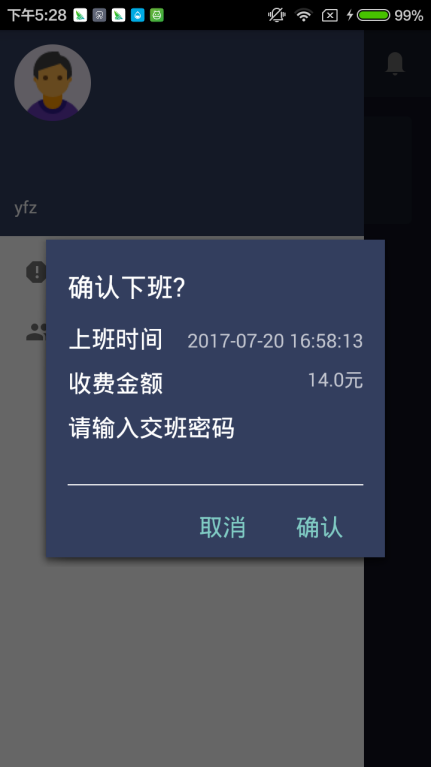 下午5:28
99%
yfz
确认下班?
上班时间 2017-07-20 16:58:13
收费金额 14.0元
请输入交班密码
取消 确认